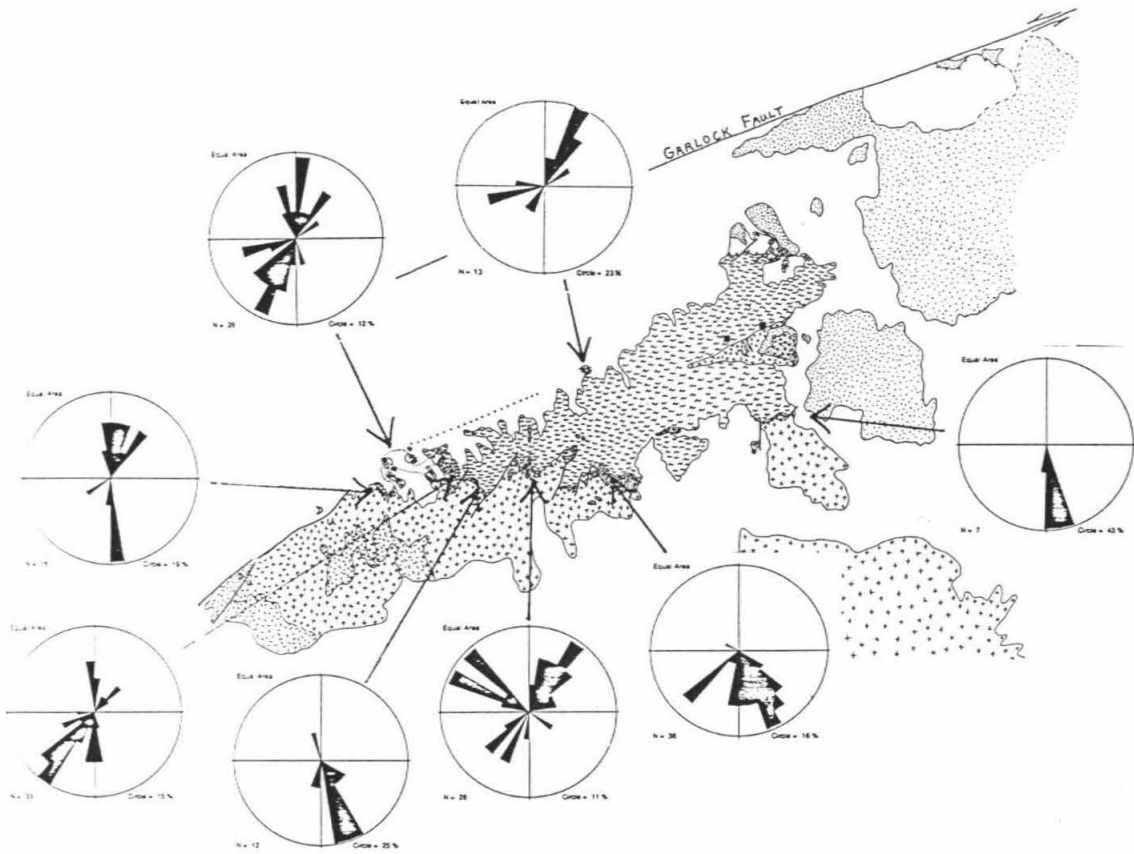 GARLOCK FAULT
Equal Area
N = 13 Circle = 23 %
Equal Area
N = 26 Circle = 12 %
Equal Area
N = 7 Circle = 43 %
Equal Area
Circle = 15 %
Equal Area
N = 36 Circle = 16 %
Equal Area
Circle = 15 %
Equal Area
N = 12 Circle = 25 %
Equal Area
N = 28 Circle = 11 %